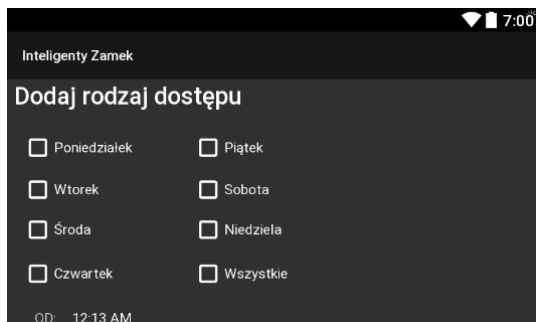 7:00
Inteligenty Zamek
Dodaj rodzaj dostępu
Poniedziałek Piątek
Wtorek Sobota
Środa Niedziela
Czwartek Wszystkie
OD: 12:13 AM